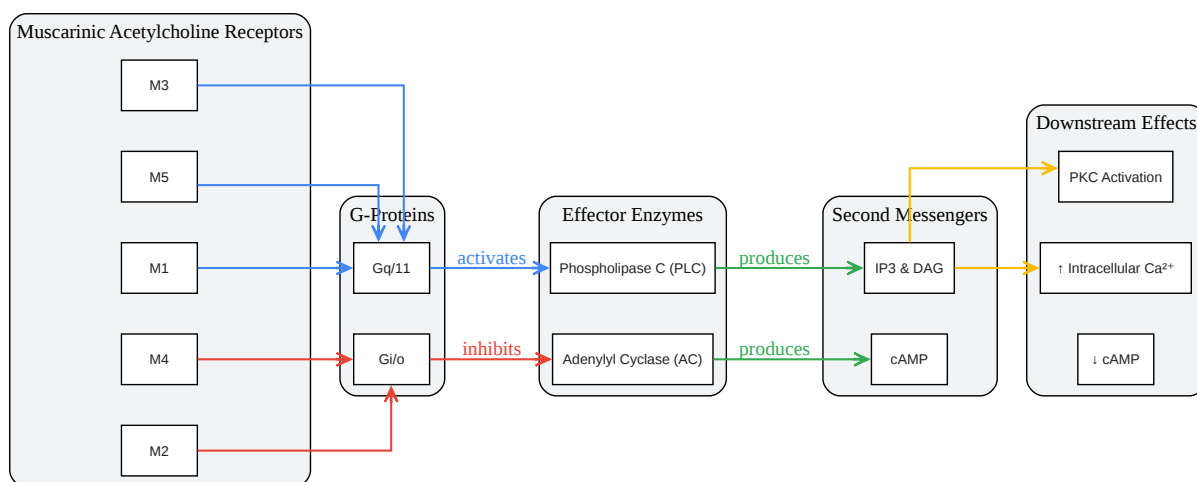 Muscarinic Acetylcholine Receptors
M3
M5
M1
M4
M2
G-Proteins
Gq/11
Gi/o
activates
inhibits
Effector Enzymes
Phospholipase C (PLC)
Adenylyl Cyclase (AC)
produces
produces
Second Messengers
IP3 & DAG
cAMP
Downstream Effects
PKC Activation
↑ Intracellular Ca²⁺
↓ cAMP